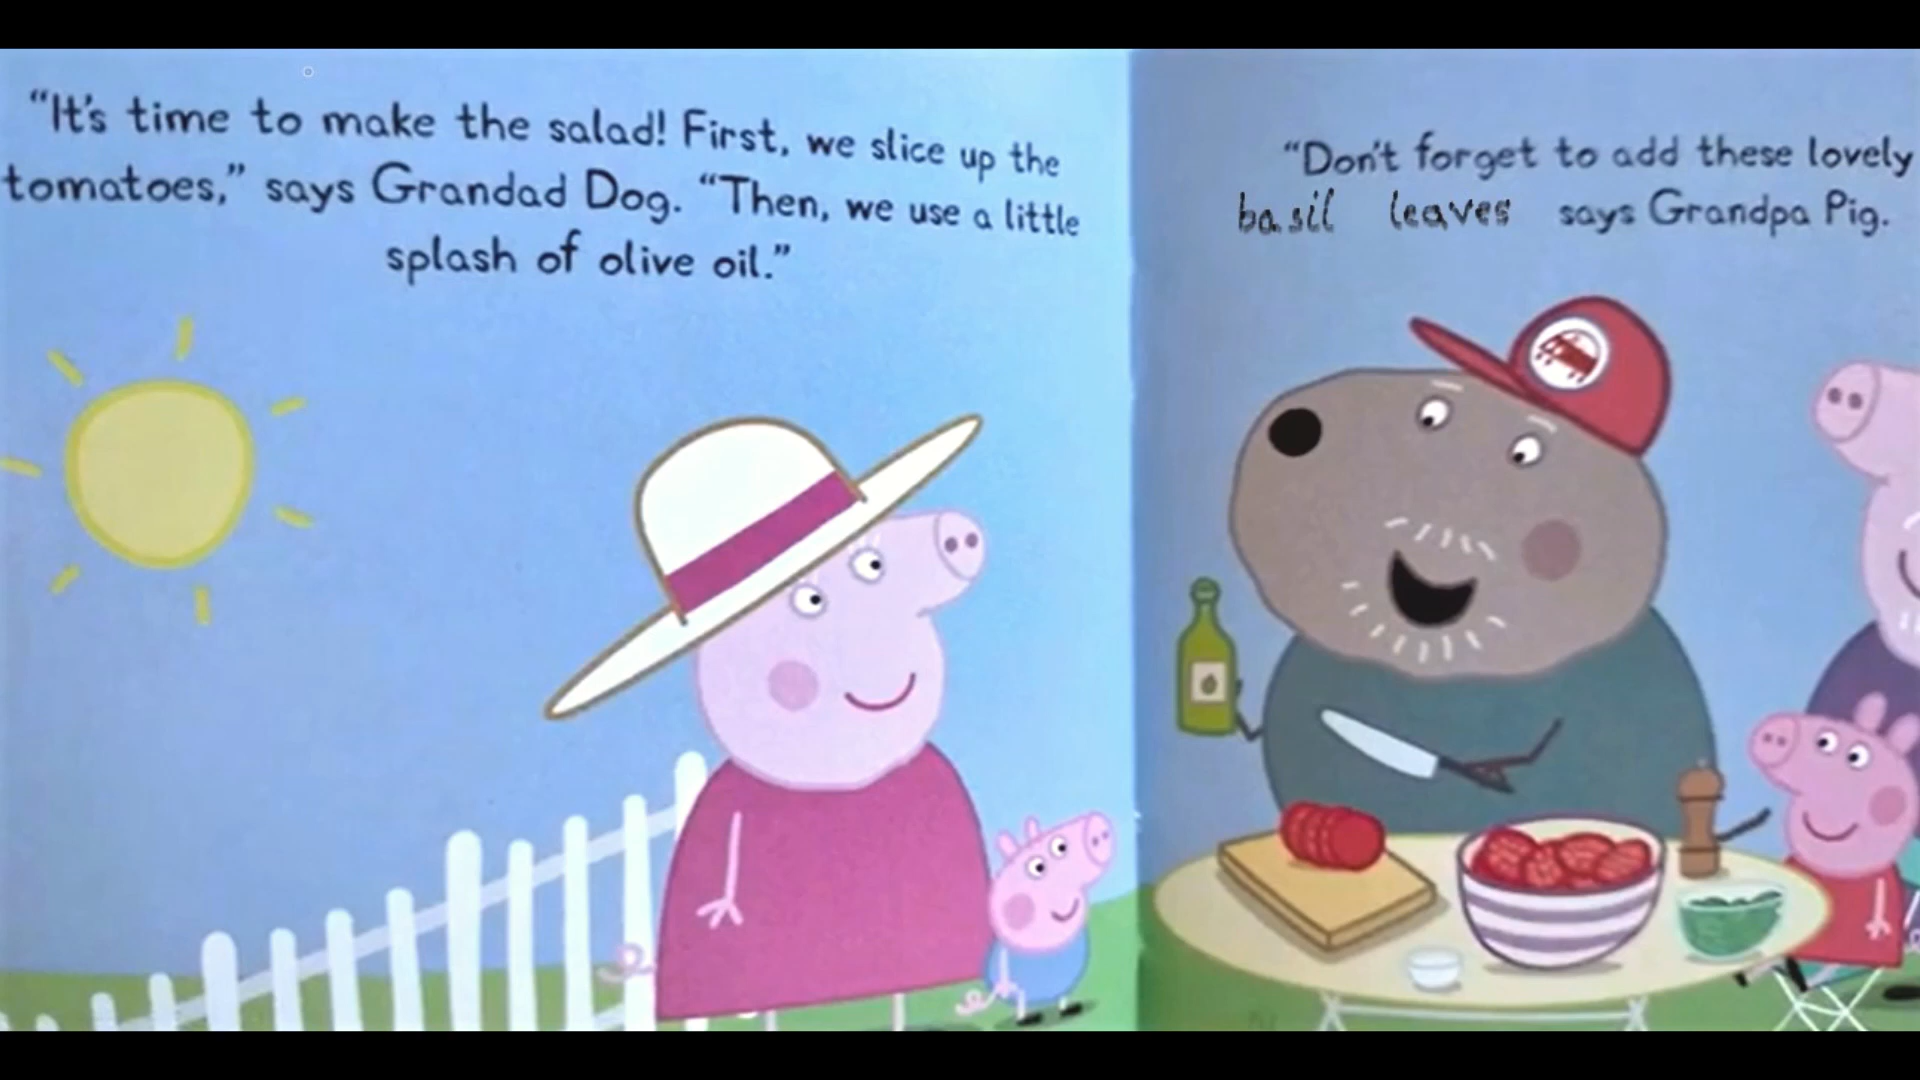 “It's time to make the salad! First, we slice up the
tomatoes,” says Grandad Dog. “Then, we use a little
splash of olive oil.”
“Don't forget to add these lovely
basil leaves says Grandpa Pig.